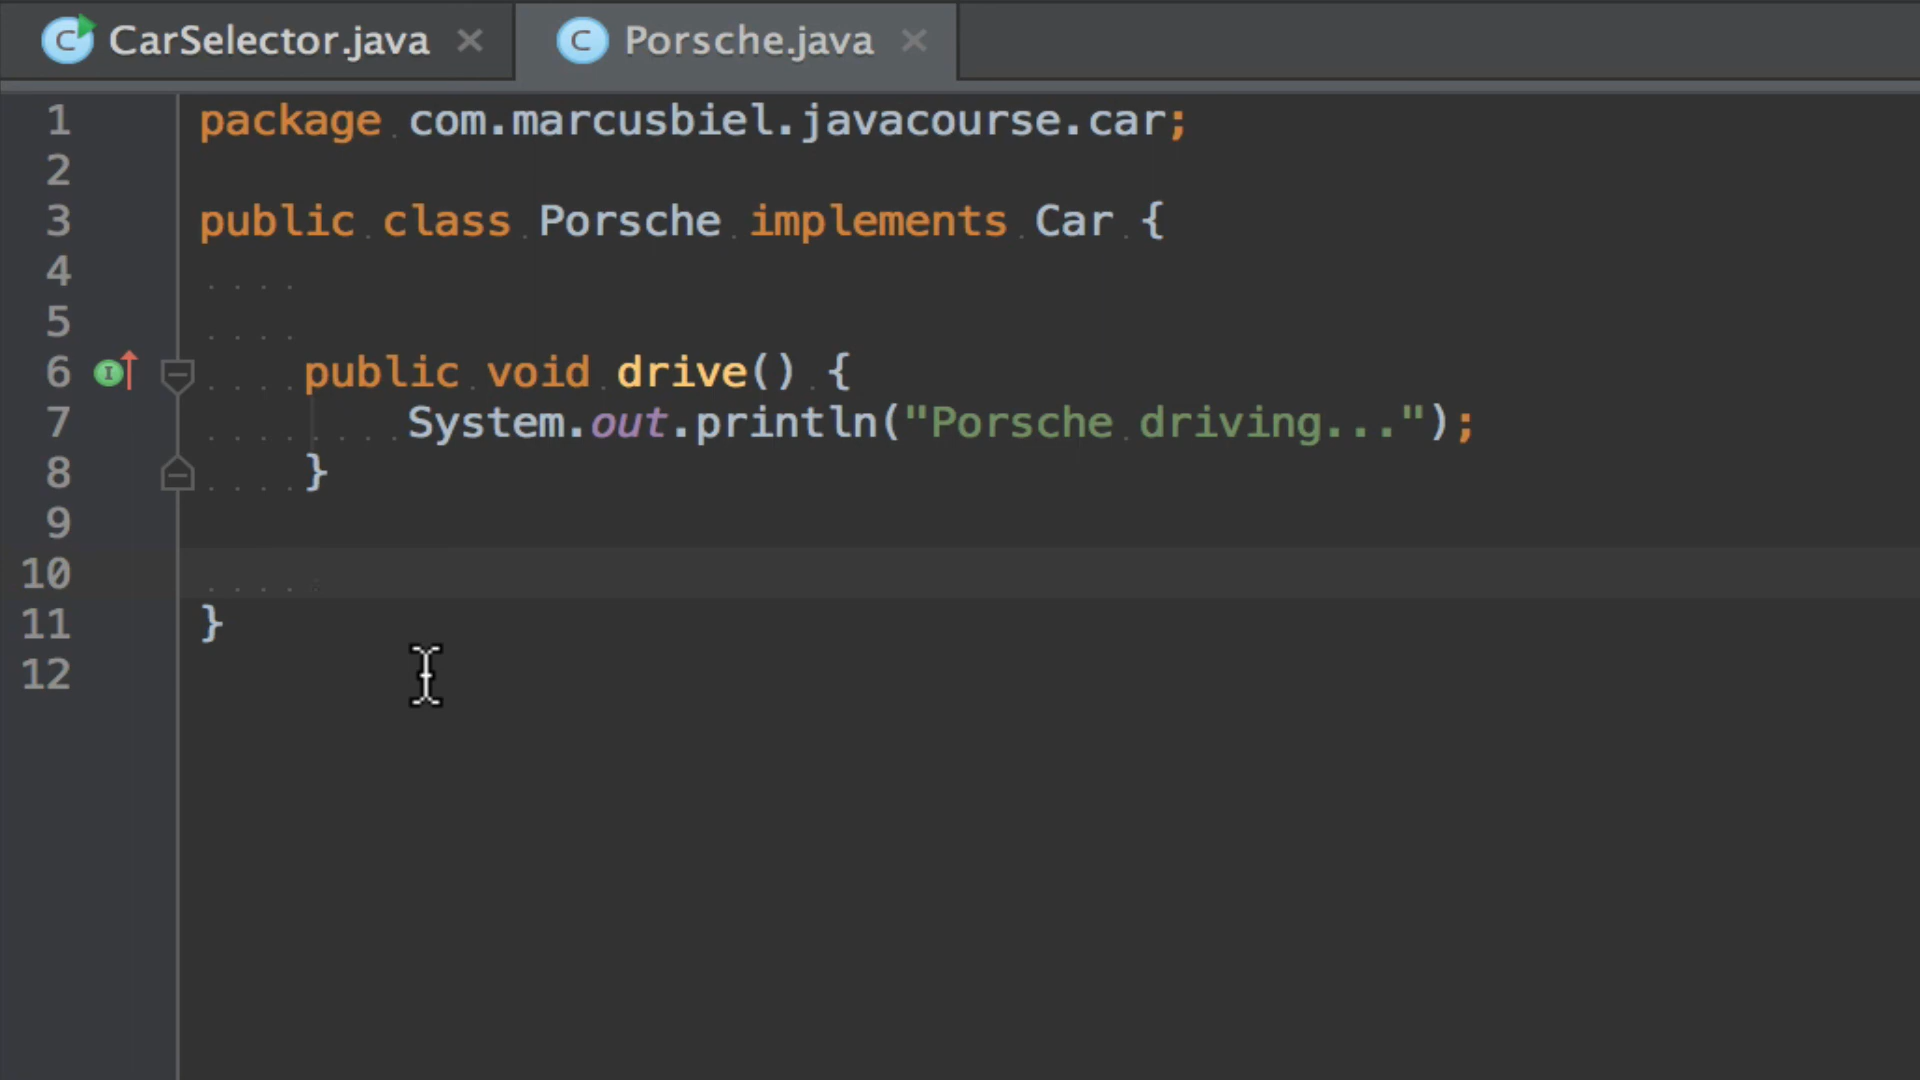 CarSelector.java
Porsche.java
1 package com.marcusbiel.javacourse.car;
2
3 public class Porsche implements Car {
4
5
6 public void drive() {
7 System.out.println("Porsche driving...");
8 }
9
10
11 }
12